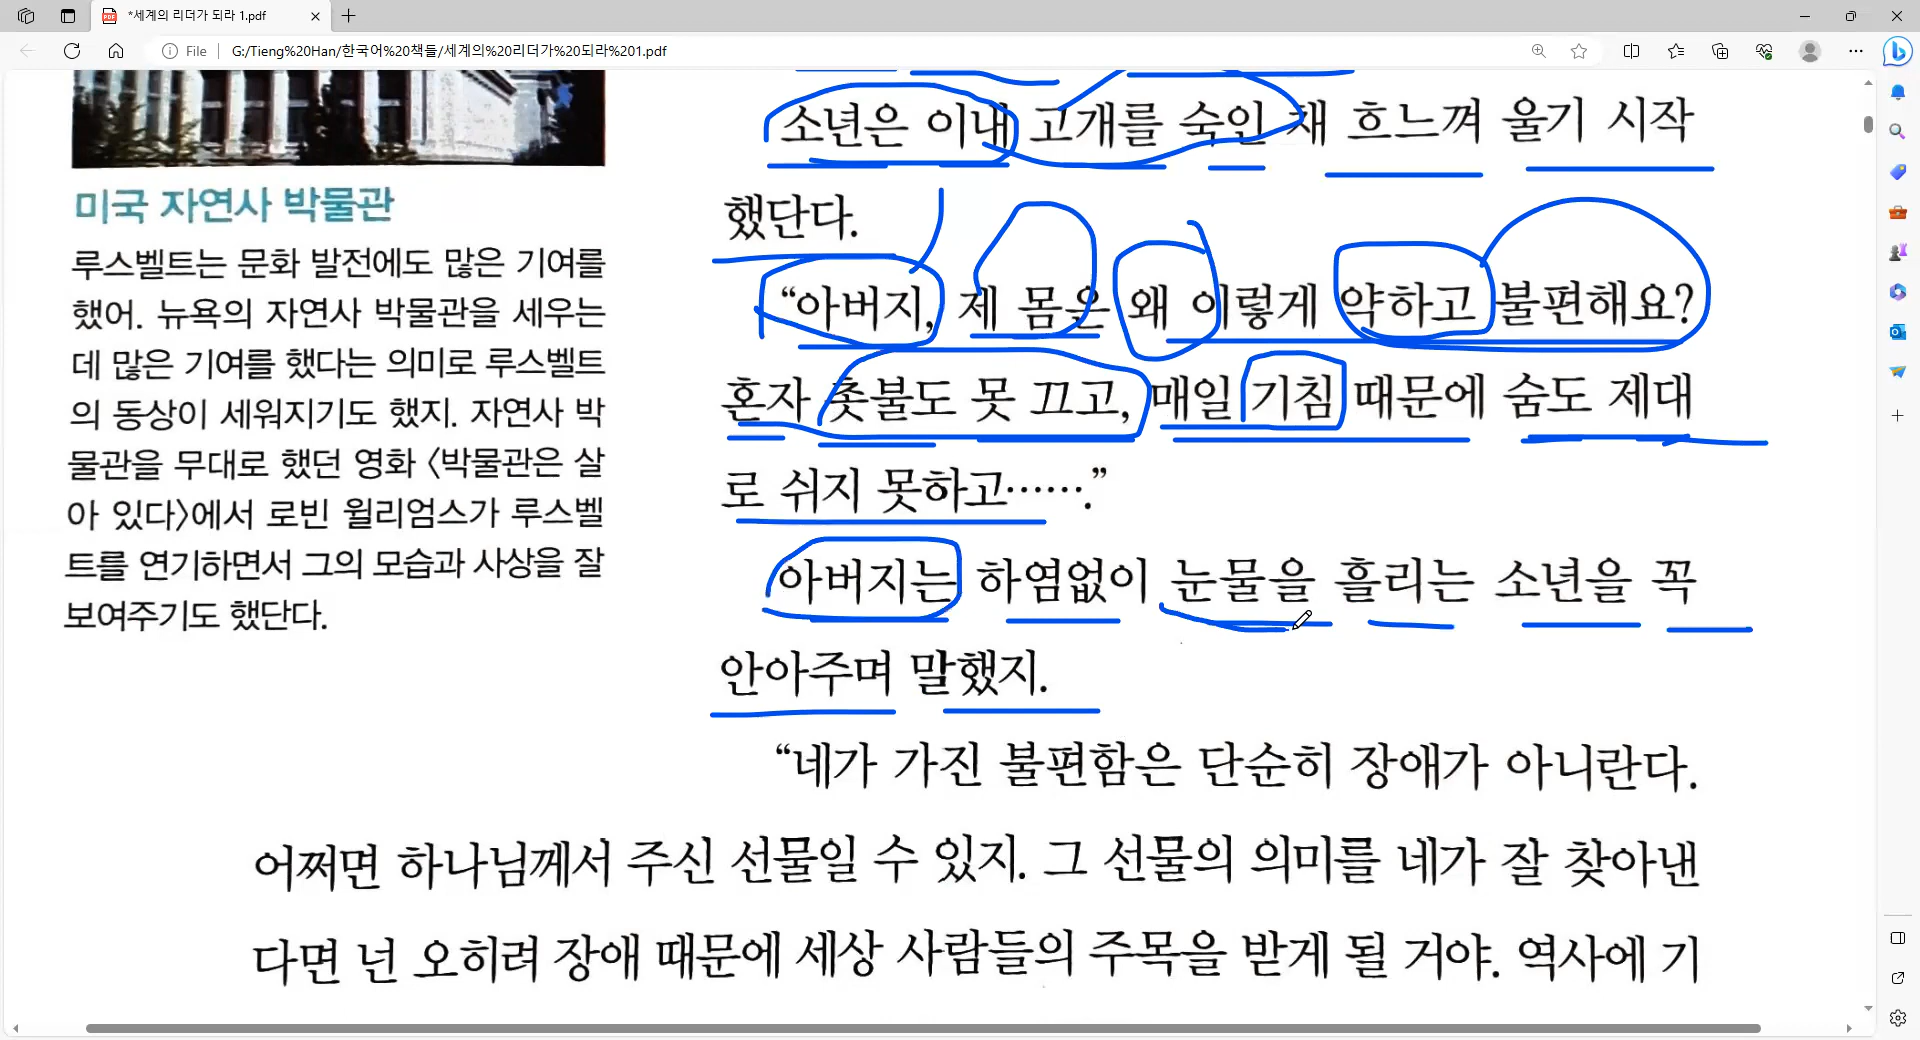 *세계의 리더가 되라 1.pdf
File
G:/Tieng%20Han/한국어%20책들/세계의%20리더가%20되라%201.pdf
미국 자연사 박물관
루스벨트는 문화 발전에도 많은 기여를
했어. 뉴욕의 자연사 박물관을 세우는
데 많은 기여를 했다는 의미로 루스벨트
의 동상이 세워지기도 했지. 자연사 박
물관을 무대로 했던 영화 〈박물관은 살
아 있다〉에서 로빈 윌리엄스가 루스벨
트를 연기하면서 그의 모습과 사상을 잘
보여주기도 했단다.
소년은 이내 고개를 숙인 채 흐느껴 울기 시작
했단다.
“아버지, 제 몸은 왜 이렇게 약하고 불편해요?
혼자 촛불도 못 끄고, 매일 기침 때문에 숨도 제대
로 쉬지 못하고…….”
아버지는 하염없이 눈물을 흘리는 소년을 꼭
안아주며 말했지.
“네가 가진 불편함은 단순히 장애가 아니란다.
어쩌면 하나님께서 주신 선물일 수 있지. 그 선물의 의미를 네가 잘 찾아낸
다면 넌 오히려 장애 때문에 세상 사람들의 주목을 받게 될 거야. 역사에 기